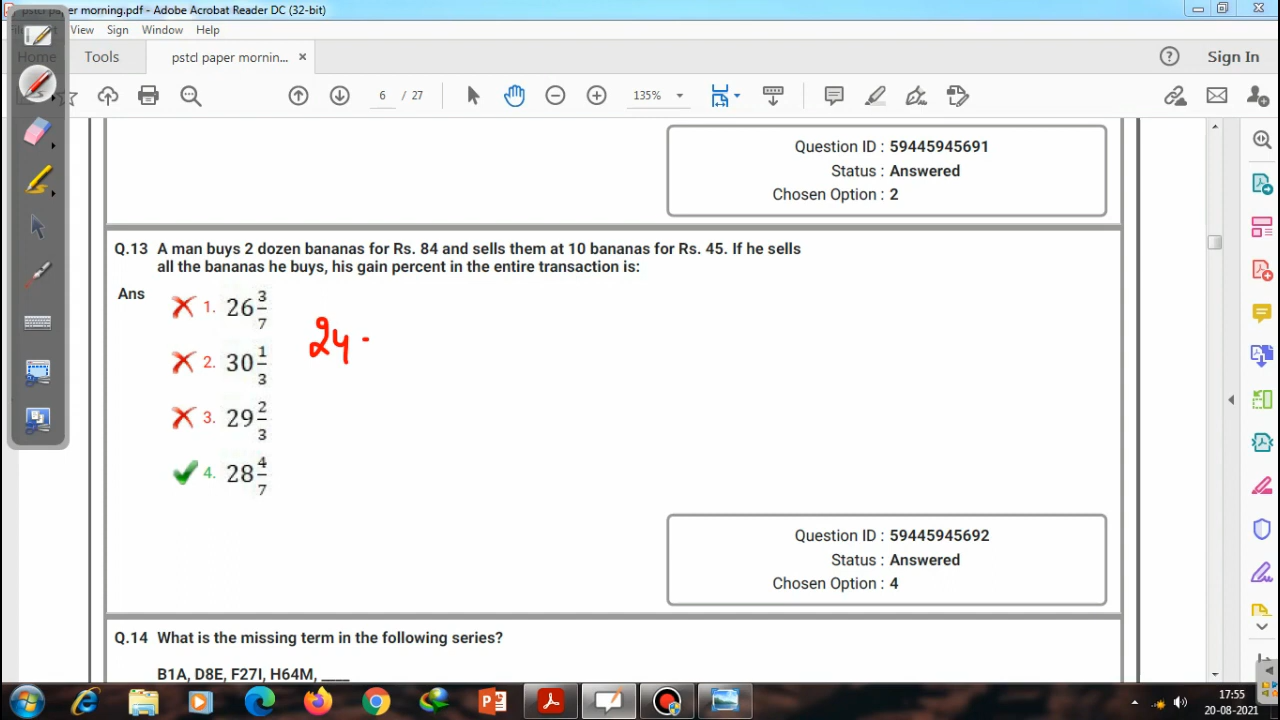 pstcl paper morning.pdf - Adobe Acrobat Reader DC (32-bit)
View Sign Window Help
Home Tools pstcl paper mornin... ×
Sign In
6 / 27 135%
Question ID : 59445945691
Status : Answered
Chosen Option : 2
Q.13 A man buys 2 dozen bananas for Rs. 84 and sells them at 10 bananas for Rs. 45. If he sells
all the bananas he buys, his gain percent in the entire transaction is:
Ans
1. 26 3/7
2. 30 1/3
3. 29 2/3
4. 28 4/7
24 -
Question ID : 59445945692
Status : Answered
Chosen Option : 4
Q.14 What is the missing term in the following series?
B1A, D8E, F27I, H64M, ____
17:55
20-08-2021